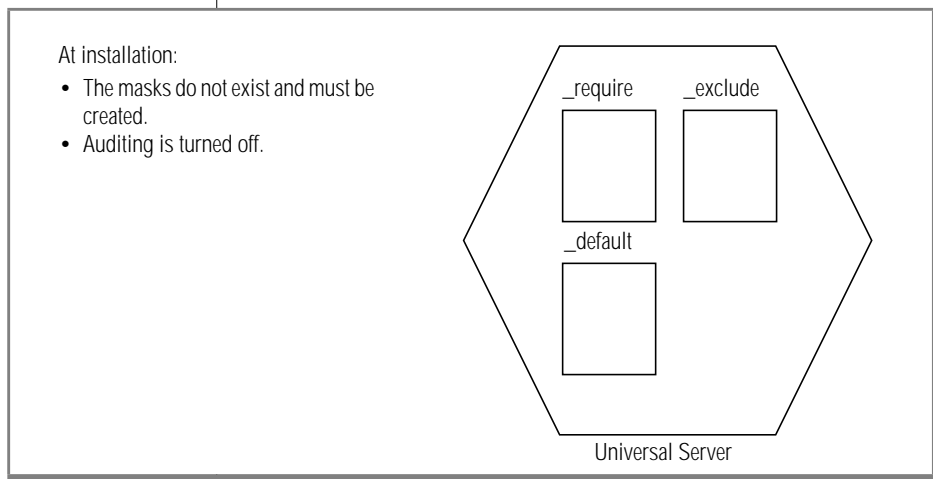 At installation:
• The masks do not exist and must be
created.
• Auditing is turned off.
_require
_exclude
_default
Universal Server